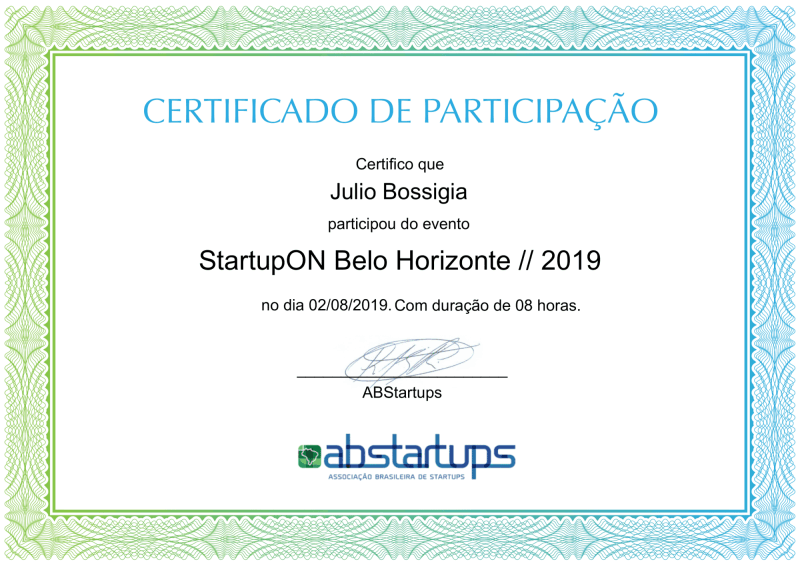 CERTIFICADO DE PARTICIPAÇÃO
Certifico que
Julio Bossigia
participou do evento
StartupON Belo Horizonte // 2019
no dia 02/08/2019. Com duração de 08 horas.
ABStartups
abstartups
ASSOCIAÇÃO BRASILEIRA DE STARTUPS